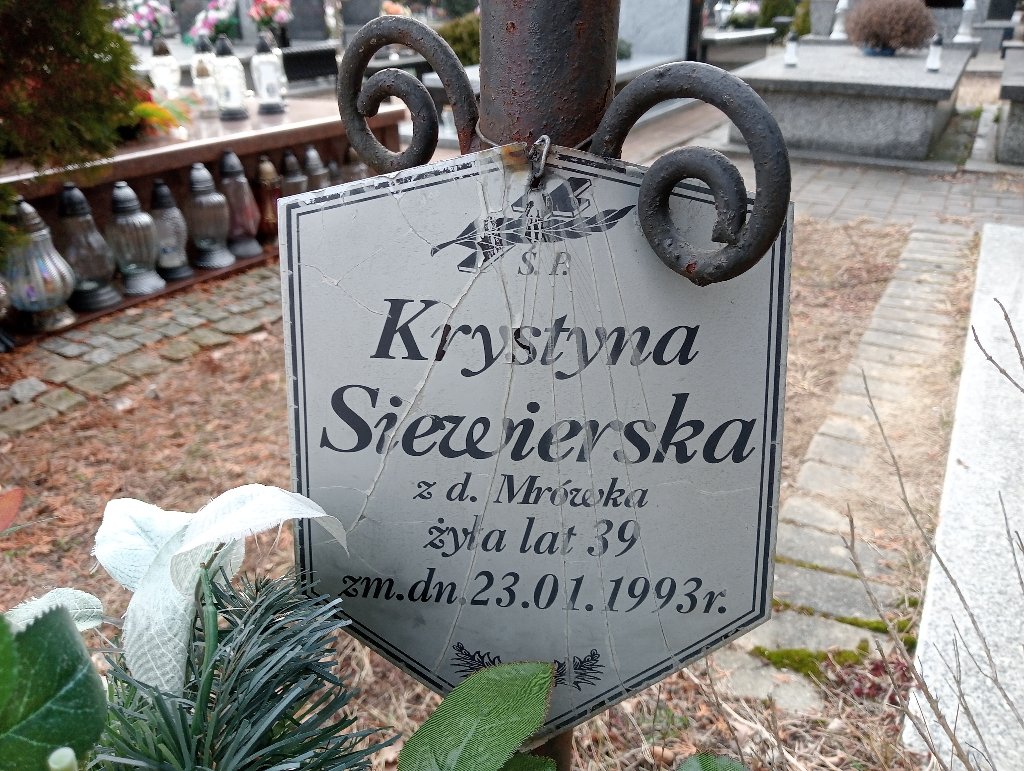 Ś.P.
Krystyna
Siewierska
z d. Mrówka
żyła lat 39
zm.dn.23.01.1993r.